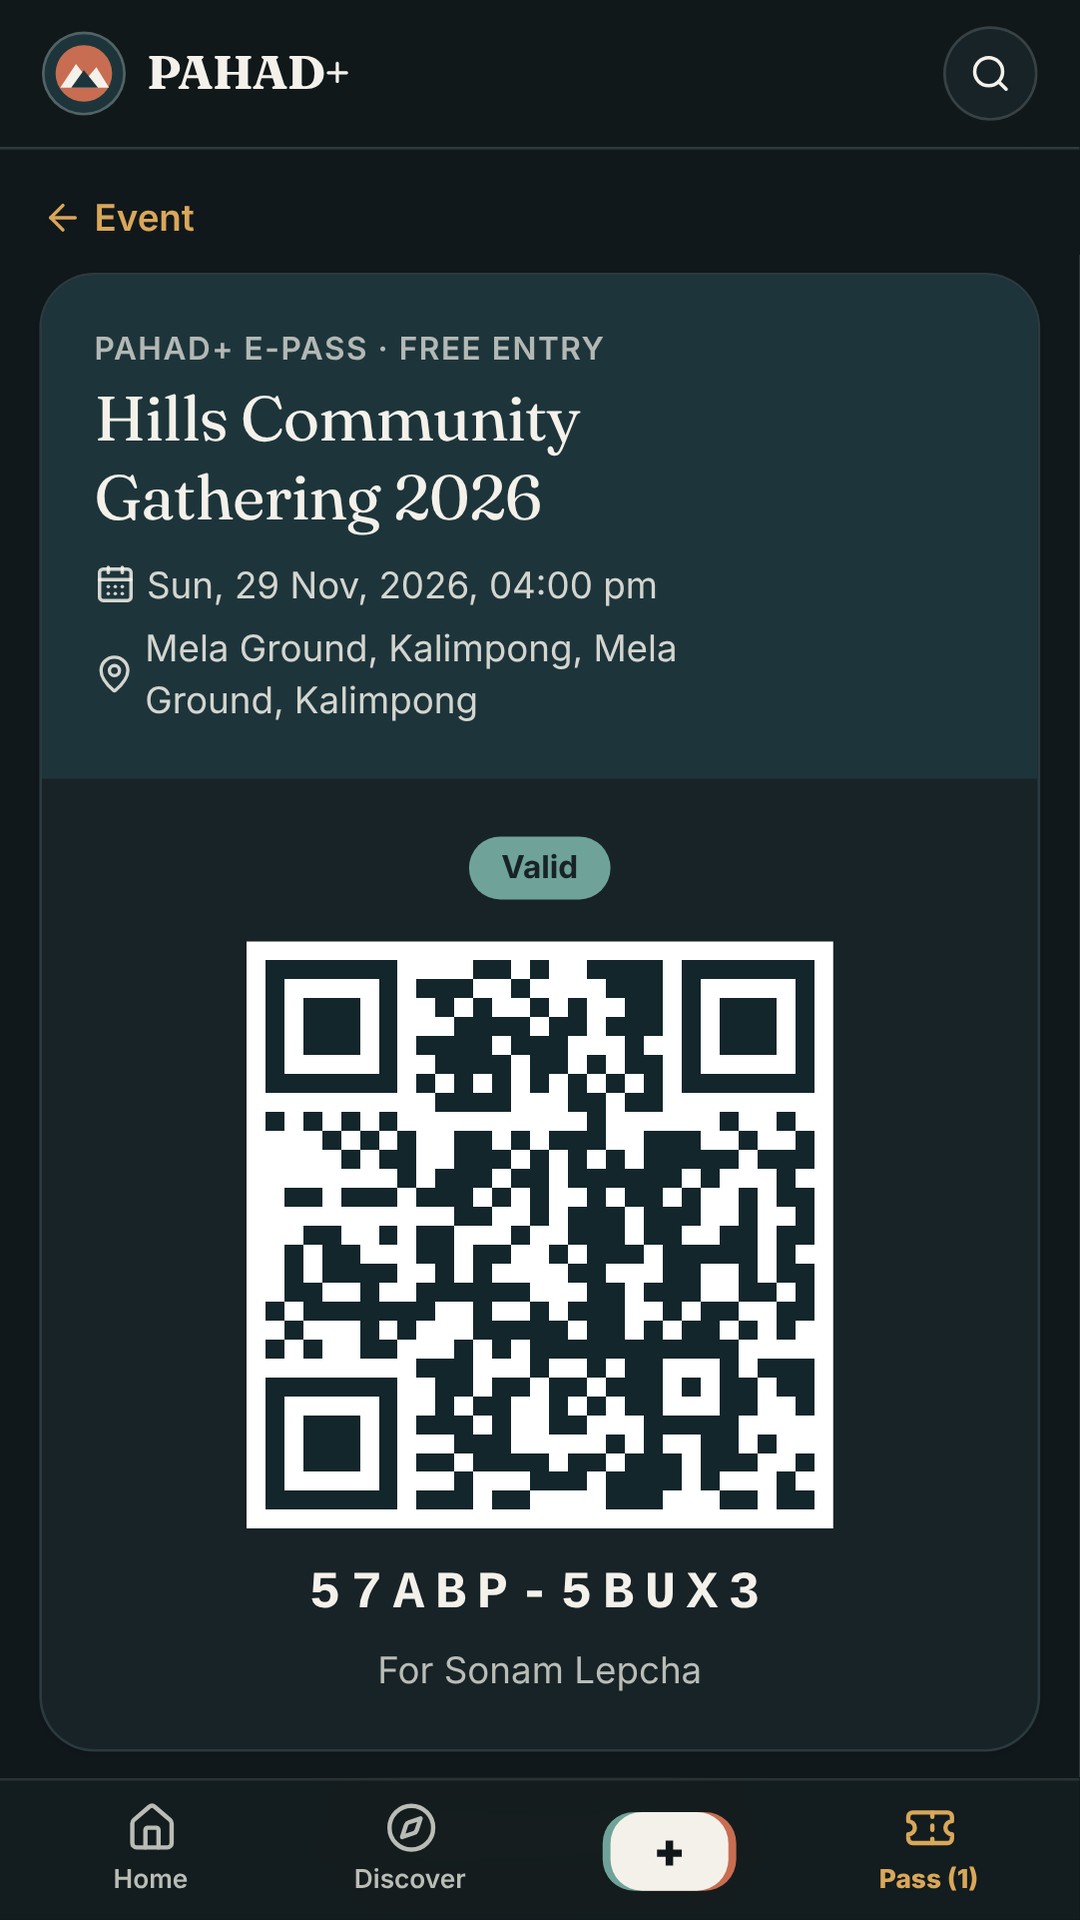 PAHAD+
Event
PAHAD+ E-PASS · FREE ENTRY
Hills Community
Gathering 2026
Sun, 29 Nov, 2026, 04:00 pm
Mela Ground, Kalimpong, Mela
Ground, Kalimpong
Valid
57ABP-5BUX3
For Sonam Lepcha
Home
Discover
+
Pass (1)